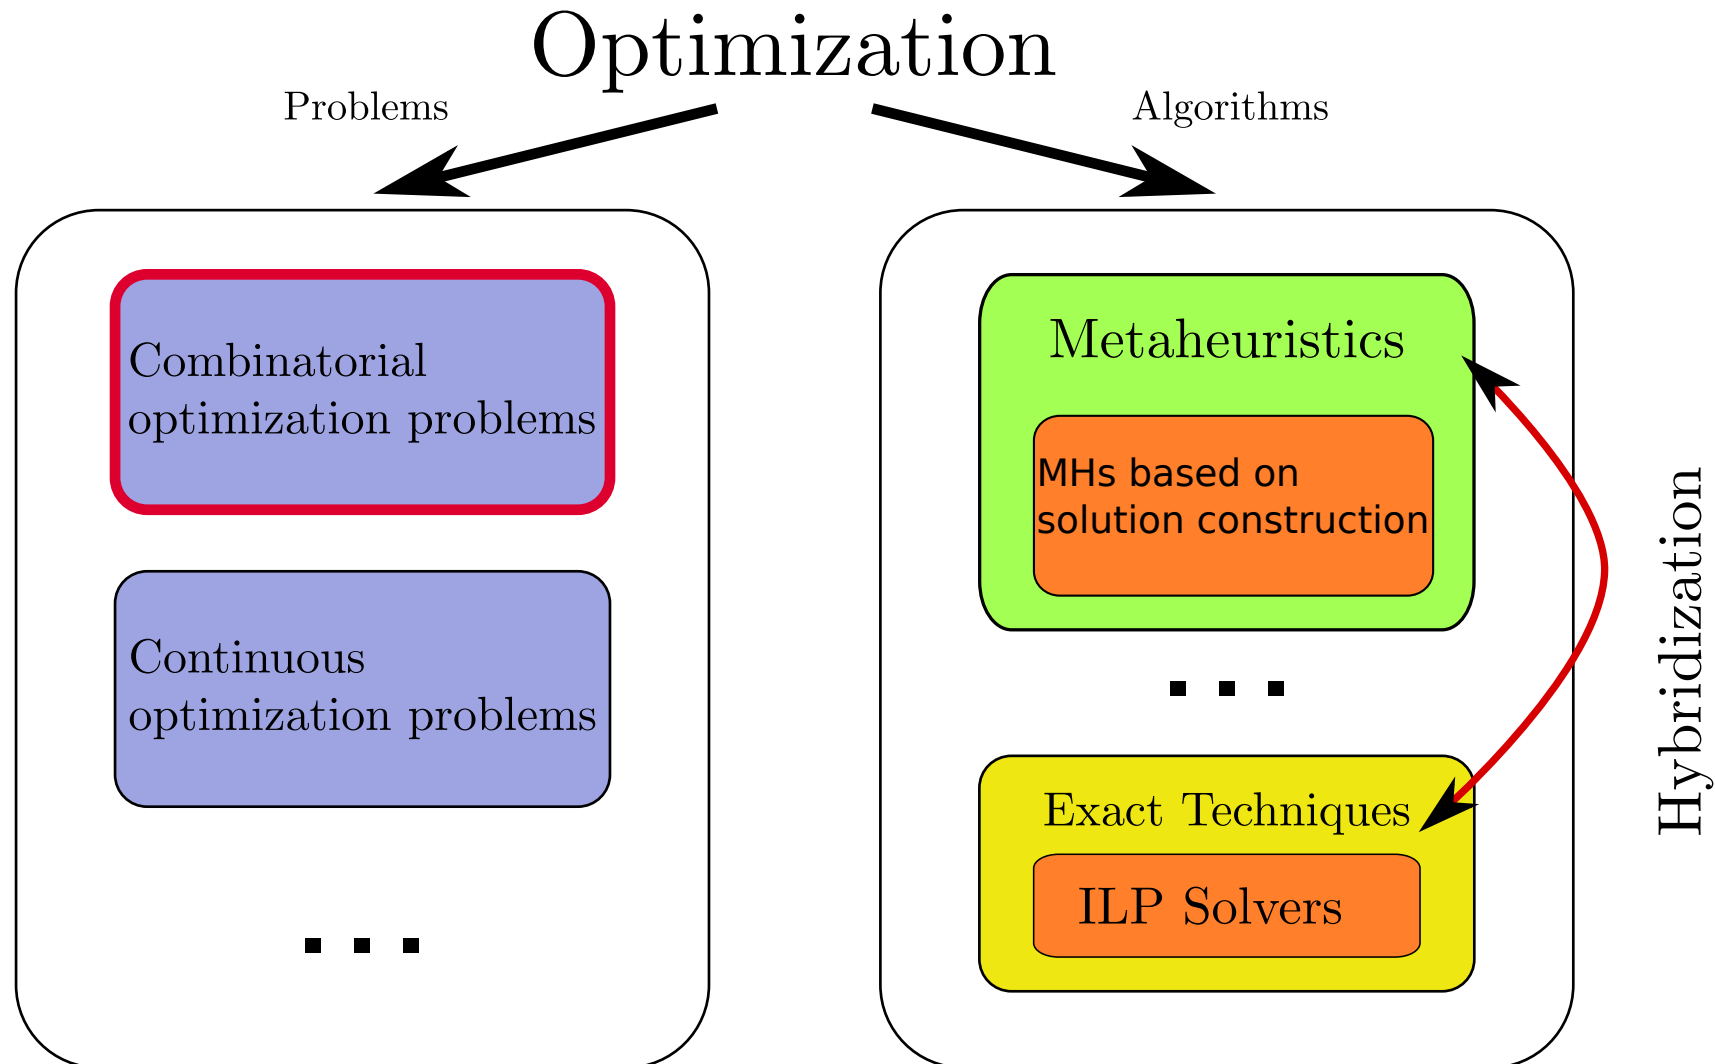 Optimization
Problems
Algorithms
Combinatorial
optimization problems
Continuous
optimization problems
. . .
Metaheuristics
MHs based on
solution construction
. . .
Exact Techniques
ILP Solvers
Hybridization